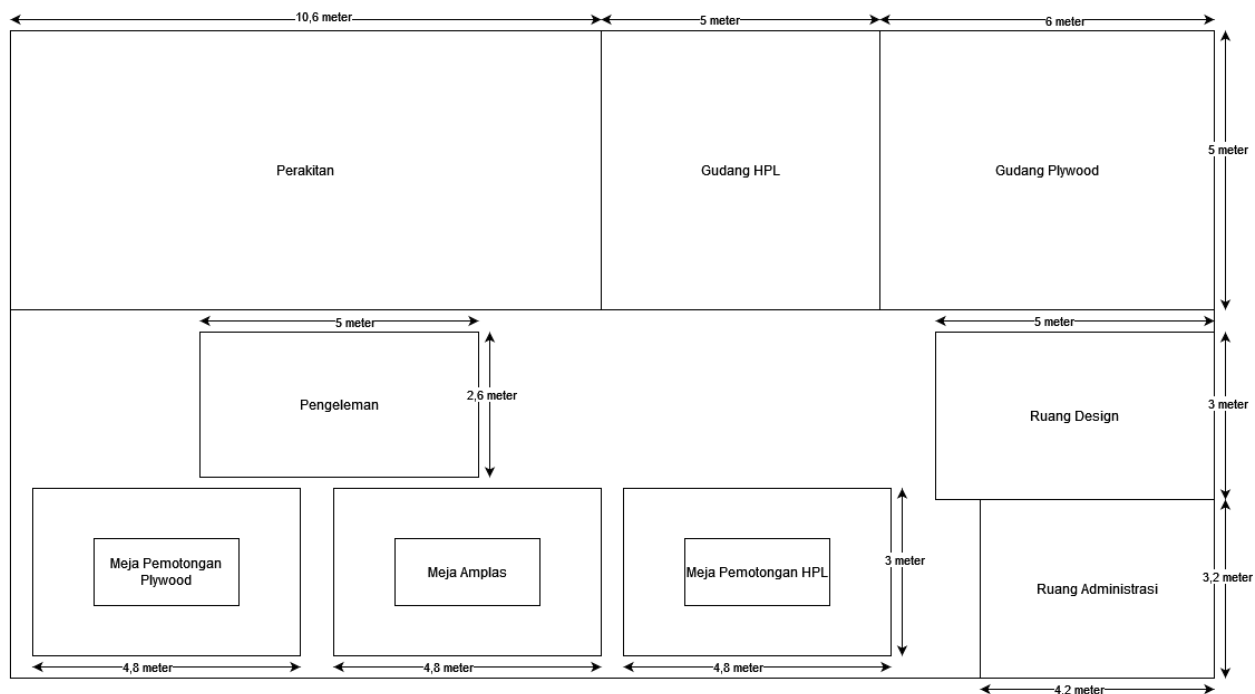 10,6 meter
5 meter
6 meter
Perakitan
Gudang HPL
Gudang Plywood
5 meter
5 meter
5 meter
Pengeleman
2,6 meter
Ruang Design
3 meter
Meja Pemotongan
Plywood
Meja Amplas
Meja Pemotongan HPL
3 meter
Ruang Administrasi
3,2 meter
4,8 meter
4,8 meter
4,8 meter
4,2 meter